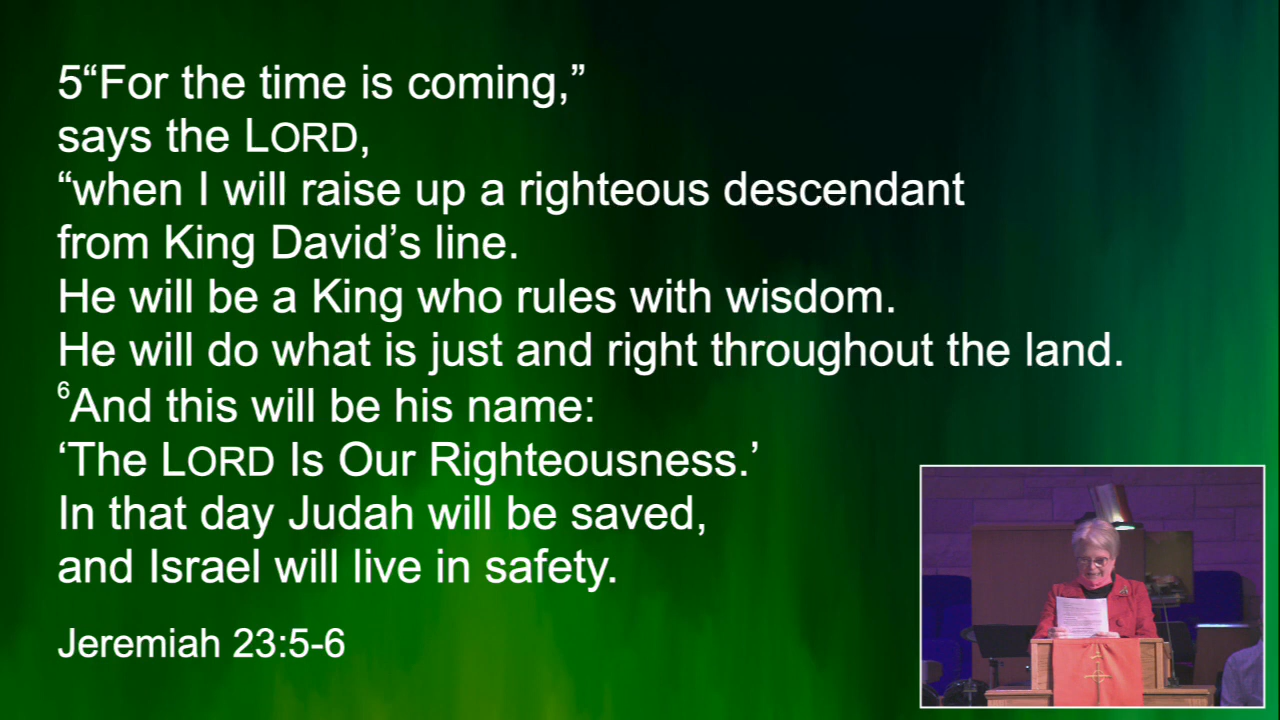 5“For the time is coming,”
says the LORD,
“when I will raise up a righteous descendant
from King David’s line.
He will be a King who rules with wisdom.
He will do what is just and right throughout the land.
⁶And this will be his name:
‘The LORD Is Our Righteousness.’
In that day Judah will be saved,
and Israel will live in safety.
Jeremiah 23:5-6